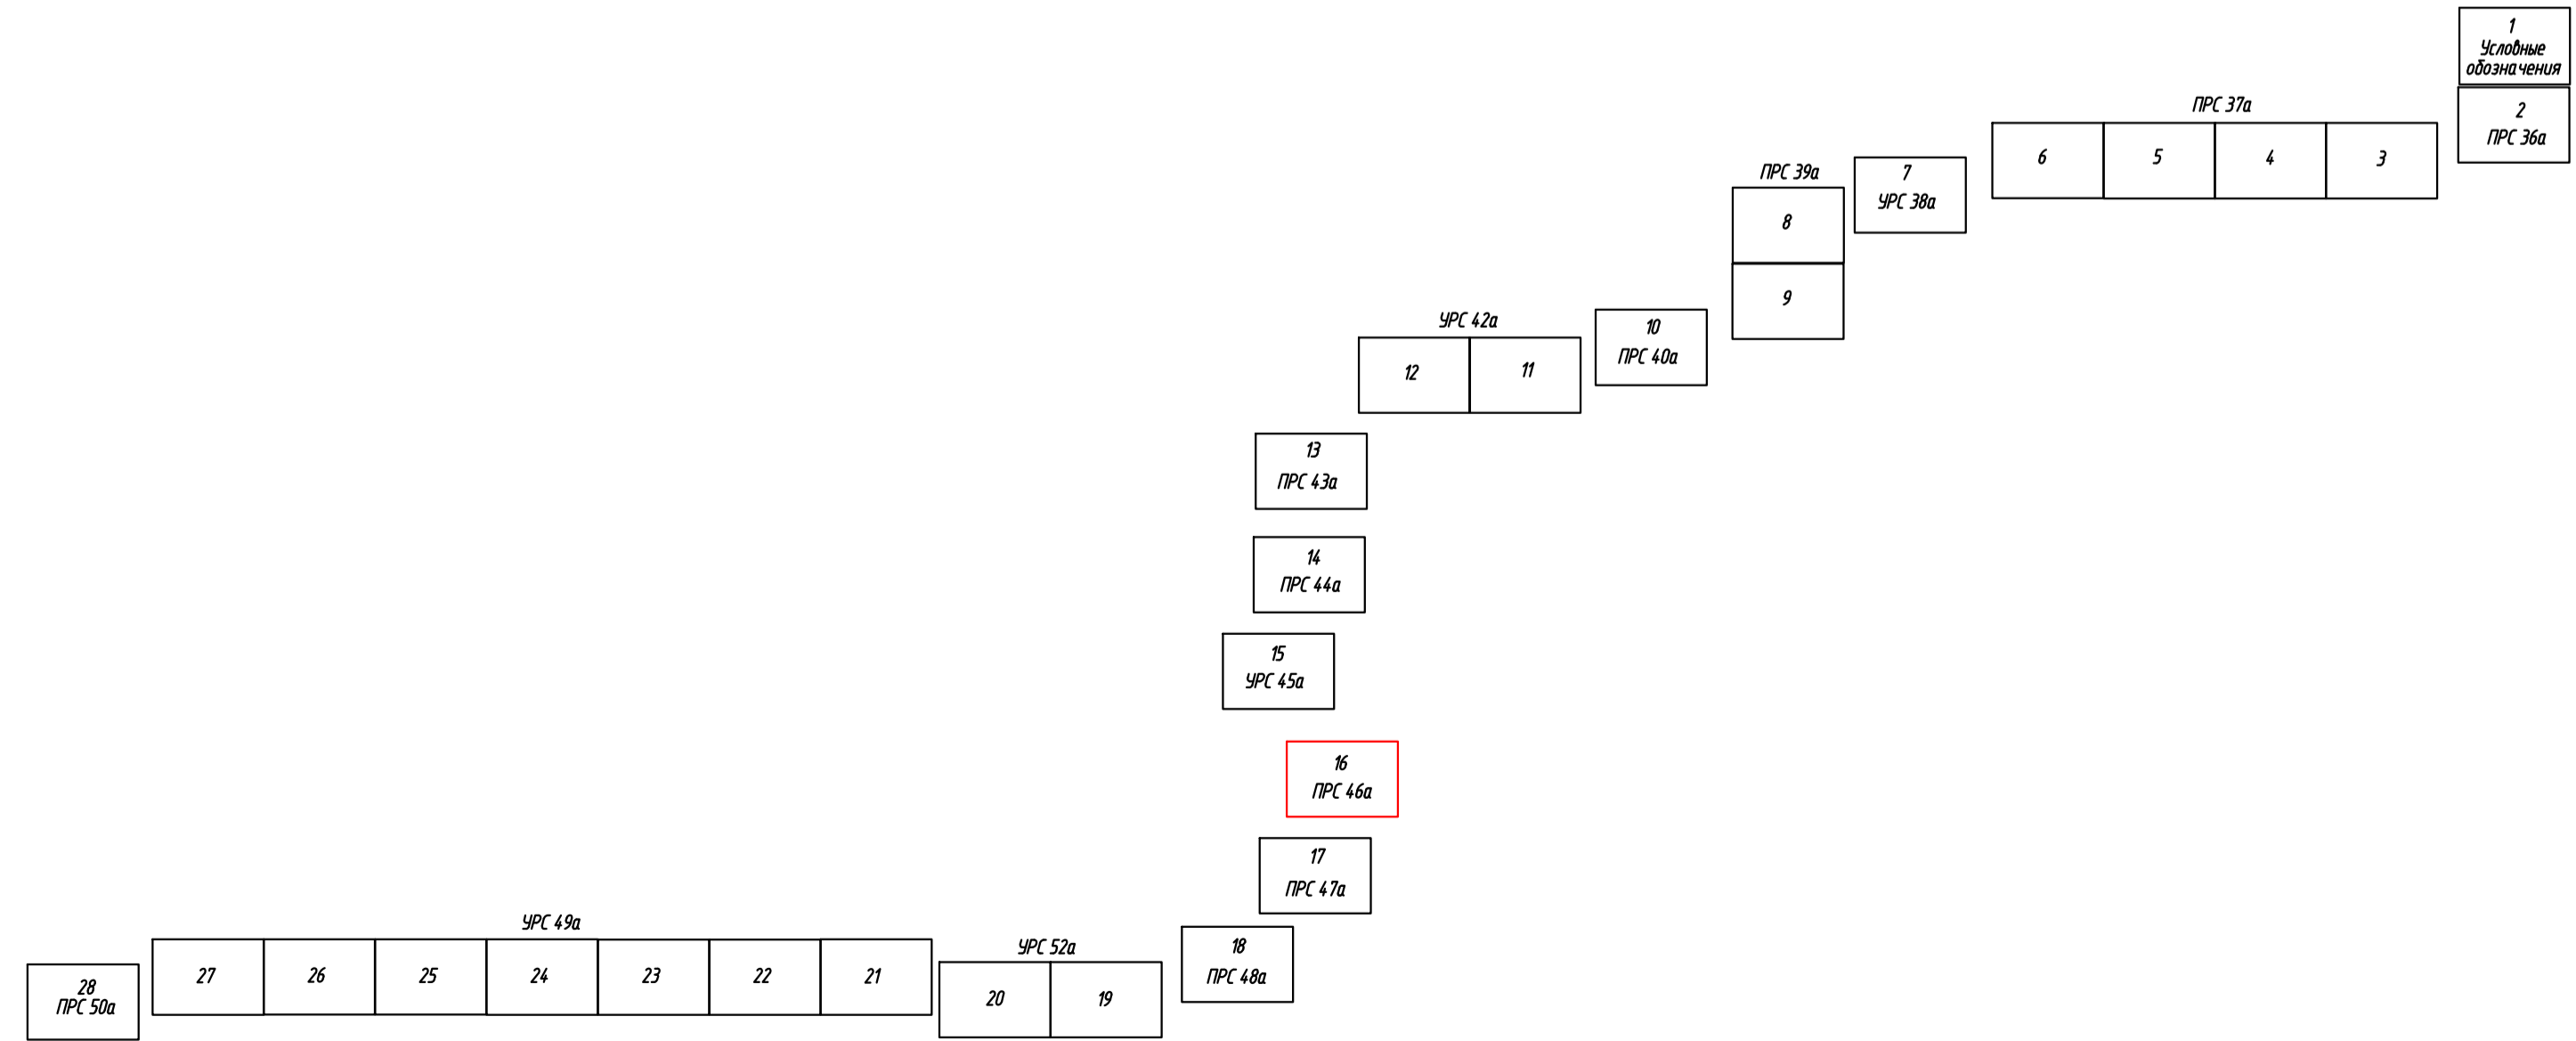 1
Условные
обозначения
2
ПРС 36а
ПРС 37а
6 5 4 3
7
УРС 38а
ПРС 39а
8
9
10
ПРС 40а
УРС 42а
12 11
13
ПРС 43а
14
ПРС 44а
15
УРС 45а
16
ПРС 46а
17
ПРС 47а
18
ПРС 48а
УРС 52а
20 19
УРС 49а
27 26 25 24 23 22 21
28
ПРС 50а